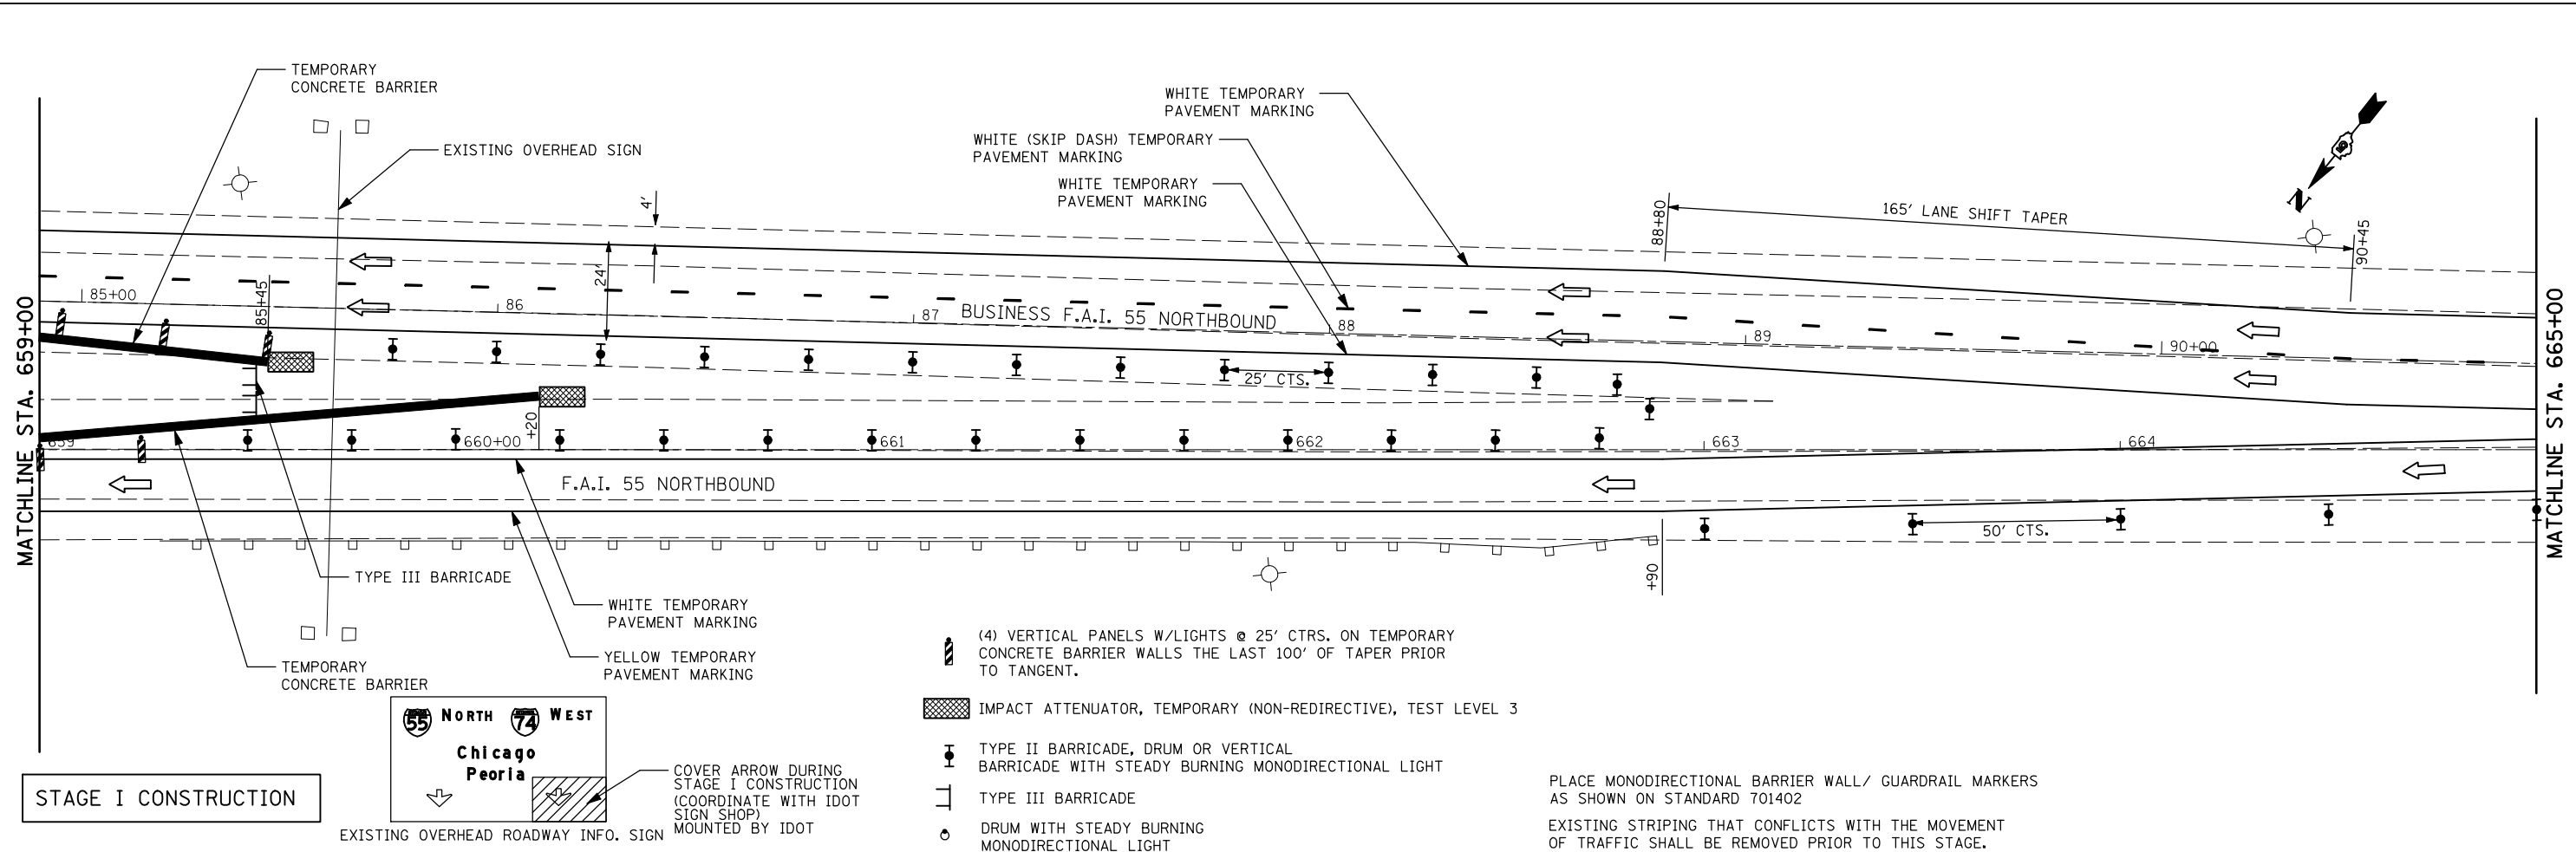 TEMPORARY
CONCRETE BARRIER
EXISTING OVERHEAD SIGN
4'
24'
WHITE TEMPORARY
PAVEMENT MARKING
WHITE (SKIP DASH) TEMPORARY
PAVEMENT MARKING
WHITE TEMPORARY
PAVEMENT MARKING
88+80
165' LANE SHIFT TAPER
90+45
N
MATCHLINE STA. 659+00
MATCHLINE STA. 665+00
85+00
85+45
86
87
BUSINESS F.A.I. 55 NORTHBOUND
88
89
90+00
25' CTS.
659
660+00
+20
661
662
663
664
F.A.I. 55 NORTHBOUND
50' CTS.
+90
TYPE III BARRICADE
WHITE TEMPORARY
PAVEMENT MARKING
YELLOW TEMPORARY
PAVEMENT MARKING
TEMPORARY
CONCRETE BARRIER
55 NORTH 74 WEST
Chicago
Peoria
COVER ARROW DURING
STAGE I CONSTRUCTION
(COORDINATE WITH IDOT
SIGN SHOP)
MOUNTED BY IDOT
EXISTING OVERHEAD ROADWAY INFO. SIGN
STAGE I CONSTRUCTION
(4) VERTICAL PANELS W/LIGHTS @ 25' CTRS. ON TEMPORARY
CONCRETE BARRIER WALLS THE LAST 100' OF TAPER PRIOR
TO TANGENT.
IMPACT ATTENUATOR, TEMPORARY (NON-REDIRECTIVE), TEST LEVEL 3
TYPE II BARRICADE, DRUM OR VERTICAL
BARRICADE WITH STEADY BURNING MONODIRECTIONAL LIGHT
TYPE III BARRICADE
DRUM WITH STEADY BURNING
MONODIRECTIONAL LIGHT
PLACE MONODIRECTIONAL BARRIER WALL/ GUARDRAIL MARKERS
AS SHOWN ON STANDARD 701402
EXISTING STRIPING THAT CONFLICTS WITH THE MOVEMENT
OF TRAFFIC SHALL BE REMOVED PRIOR TO THIS STAGE.